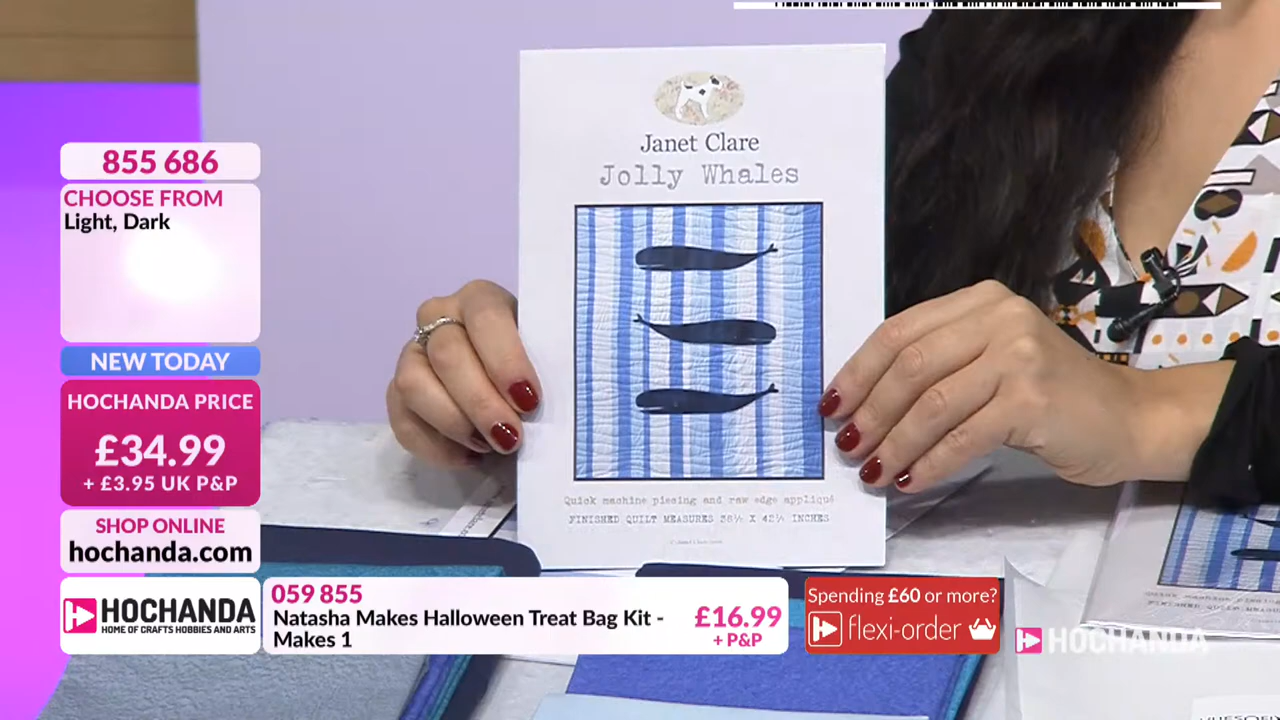 855 686
CHOOSE FROM
Light, Dark
NEW TODAY
HOCHANDA PRICE
£34.99
+ £3.95 UK P&P
SHOP ONLINE
hochanda.com
HOCHANDA
HOME OF CRAFTS HOBBIES AND ARTS
059 855
Natasha Makes Halloween Treat Bag Kit -
Makes 1
£16.99
+ P&P
Spending £60 or more?
flexi-order
HOCHANDA
Janet Clare
Jolly Whales
Quick machine piecing and raw edge appliqué
FINISHED QUILT MEASURES 38½ X 42½ INCHES